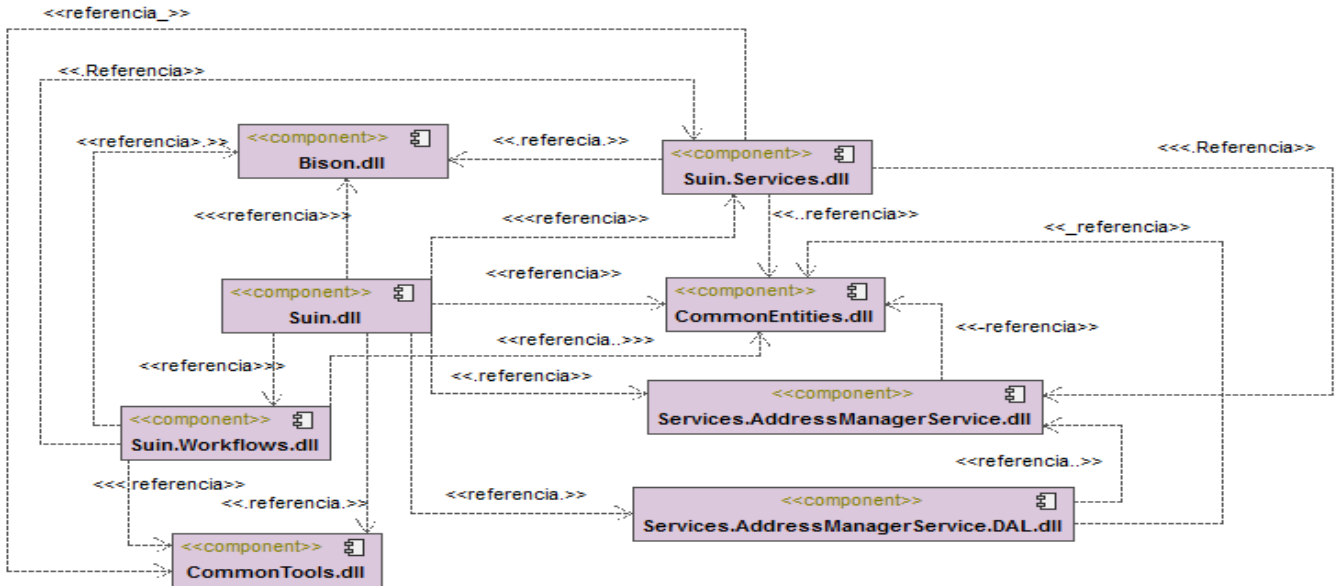 <<referencia_>>
<<.Referencia>>
<<referencia>.>>
<<component>>
Bison.dll
<<.referecia.>>
<<component>>
Suin.Services.dll
<<<.Referencia>>
<<<referencia>>>
<<<referencia>>
<<..referencia>>
<<_referencia>>
<<component>>
Suin.dll
<<referencia>>
<<component>>
CommonEntities.dll
<<-referencia>>
<<referencia..>>>
<<referencia>>>
<<.referencia>>
<<component>>
Services.AddressManagerService.dll
<<component>>
Suin.Workflows.dll
<<referencia..>>
<<<.referencia>>
<<.referencia.>>
<<referencia.>>
<<component>>
Services.AddressManagerService.DAL.dll
<<component>>
CommonTools.dll